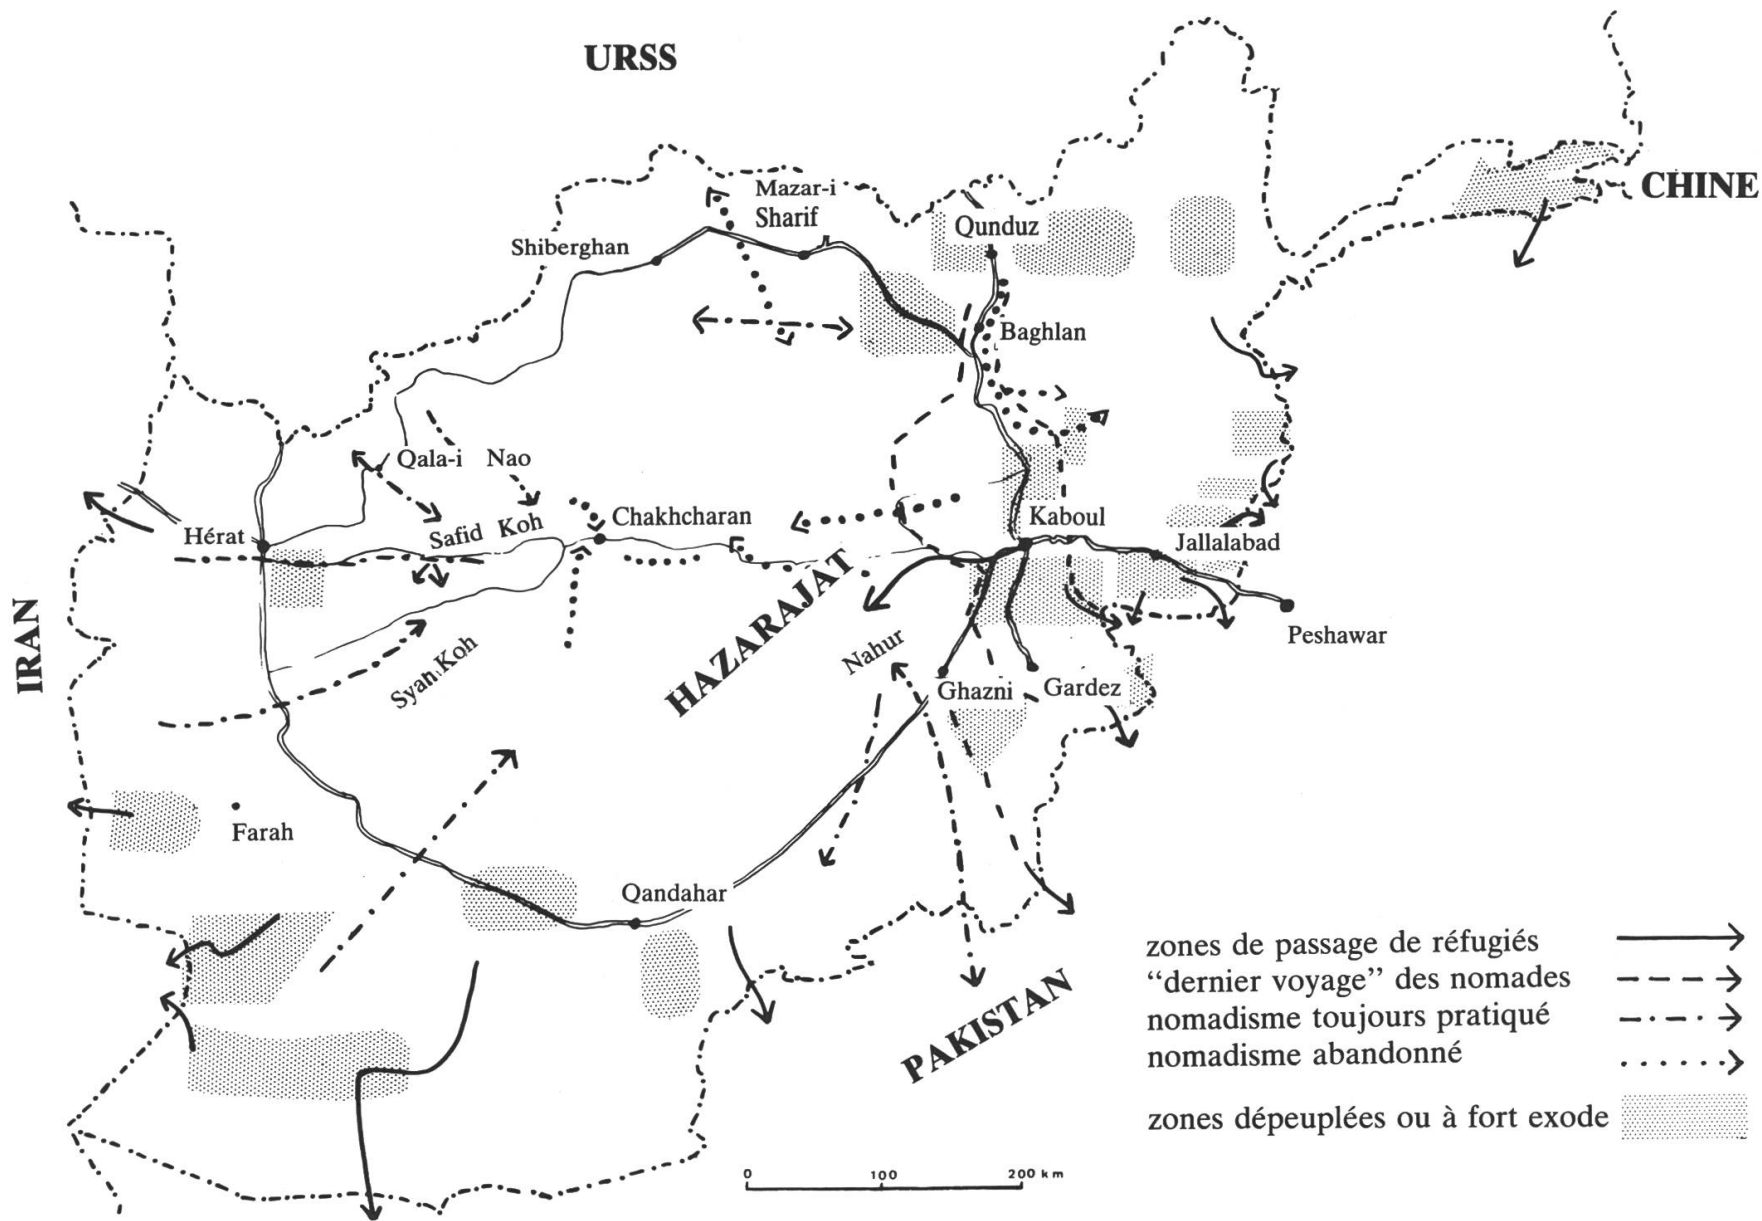 URSS
CHINE
Mazar-i
Sharif
Qunduz
Shiberghan
Baghlan
Qala-i Nao
Chakhcharan
Kaboul
Hérat
Safid Koh
Jallalabad
HAZARAJAT
IRAN
Peshawar
Nahur
Syah Koh
Ghazni
Gardez
Farah
Qandahar
PAKISTAN
zones de passage de réfugiés
“dernier voyage” des nomades
nomadisme toujours pratiqué
nomadisme abandonné
zones dépeuplées ou à fort exode
0 100 200 km